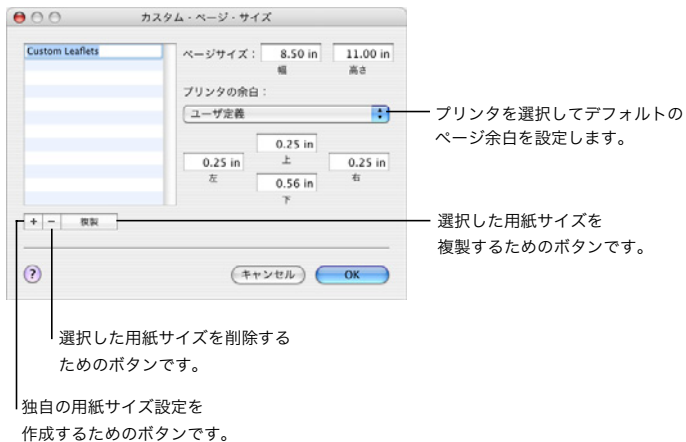 カスタム・ページ・サイズ
Custom Leaflets
ページサイズ： 8.50 in 11.00 in
幅 高さ
プリンタの余白：
ユーザ定義
0.25 in
上
0.25 in 0.25 in
左 右
0.56 in
下
+ − 複製
? キャンセル OK
プリンタを選択してデフォルトの
ページ余白を設定します。
選択した用紙サイズを
複製するためのボタンです。
選択した用紙サイズを削除する
ためのボタンです。
独自の用紙サイズ設定を
作成するためのボタンです。